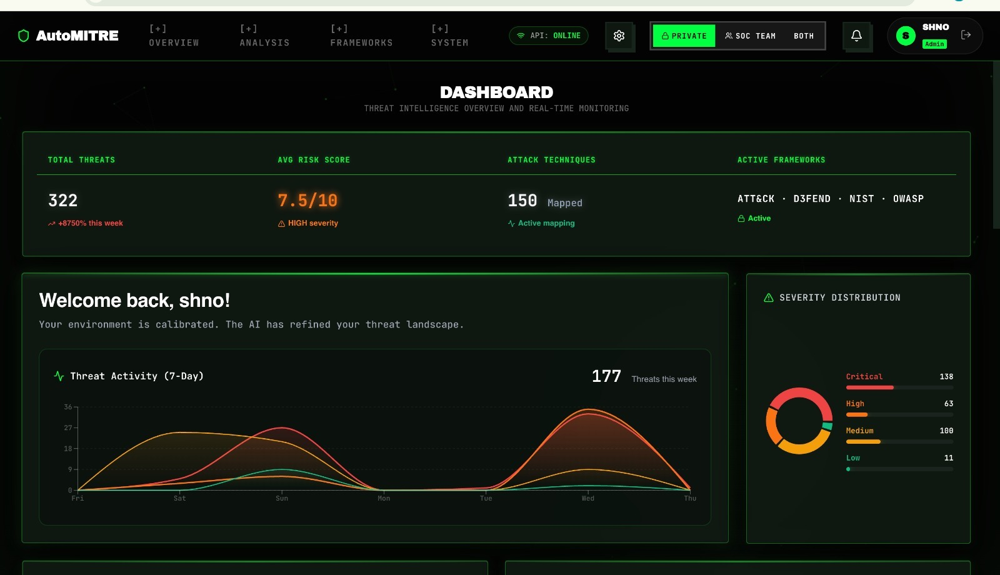 AutoMITRE
[+] OVERVIEW
[+] ANALYSIS
[+] FRAMEWORKS
[+] SYSTEM
API: ONLINE
PRIVATE
SOC TEAM
BOTH
S
SHNO
Admin
DASHBOARD
THREAT INTELLIGENCE OVERVIEW AND REAL-TIME MONITORING
TOTAL THREATS
322
+8750% this week
AVG RISK SCORE
7.5/10
HIGH severity
ATTACK TECHNIQUES
150 Mapped
Active mapping
ACTIVE FRAMEWORKS
ATT&CK · D3FEND · NIST · OWASP
Active
Welcome back, shno!
Your environment is calibrated. The AI has refined your threat landscape.
Threat Activity (7-Day)
177 Threats this week
36
27
18
9
0
Fri Sat Sun Mon Tue Wed Thu
SEVERITY DISTRIBUTION
Critical 138
High 63
Medium 100
Low 11